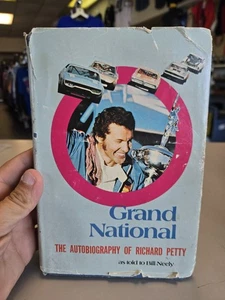 Grand
National
THE AUTOBIOGRAPHY OF RICHARD PETTY
as told to Bill Neely